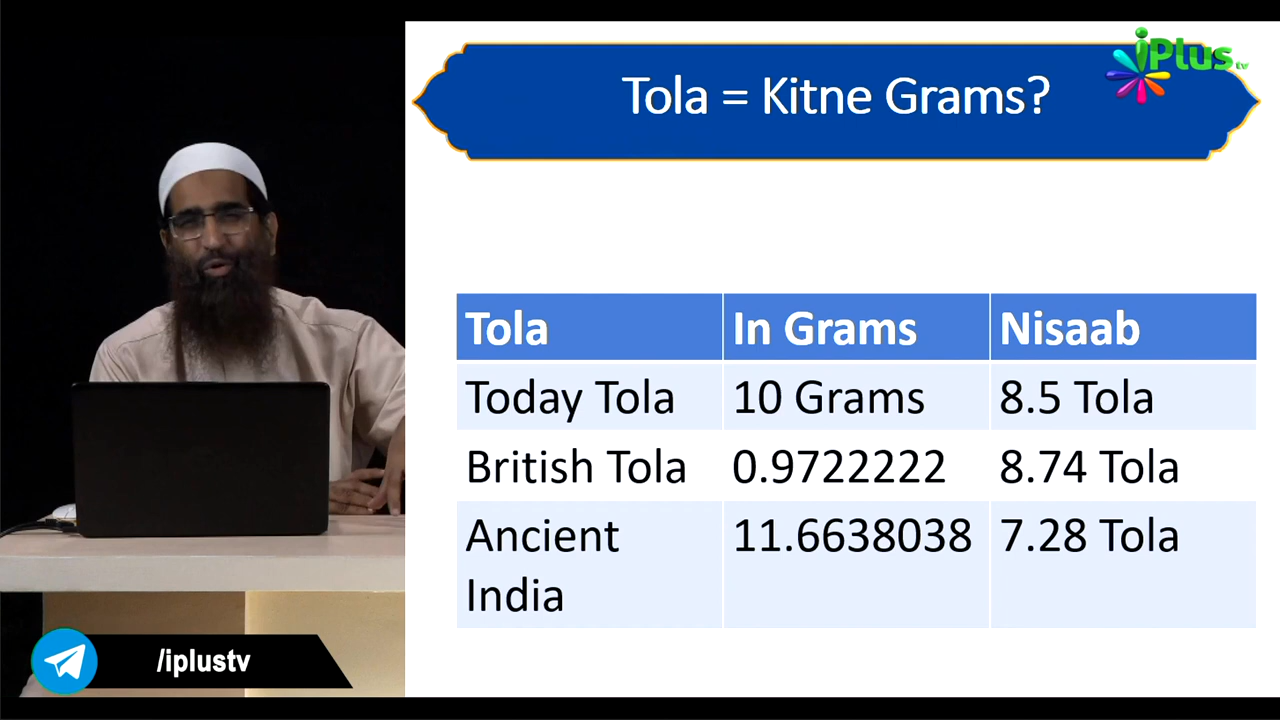 Tola = Kitne Grams?
iPlus tv
Tola In Grams Nisaab
Today Tola 10 Grams 8.5 Tola
British Tola 0.9722222 8.74 Tola
Ancient India 11.6638038 7.28 Tola
/iplustv